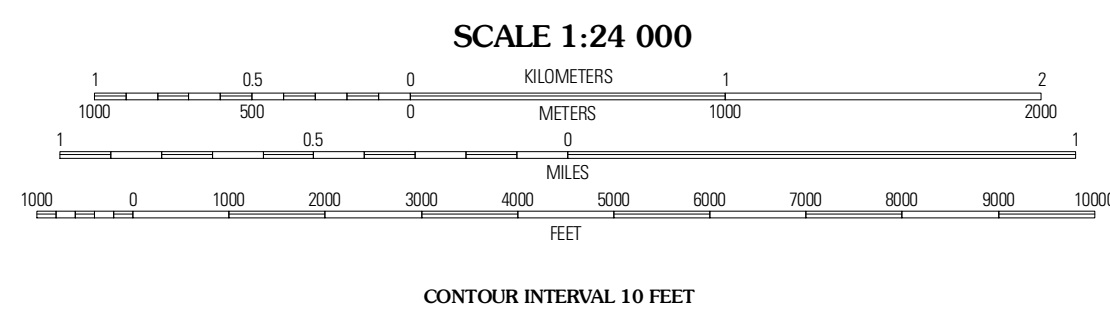 SCALE 1:24 000
1 0.5 0 KILOMETERS 1 2
1000 500 0 METERS 1000 2000
1 0.5 0 1
MILES
1000 0 1000 2000 3000 4000 5000 6000 7000 8000 9000 10000
FEET
CONTOUR INTERVAL 10 FEET